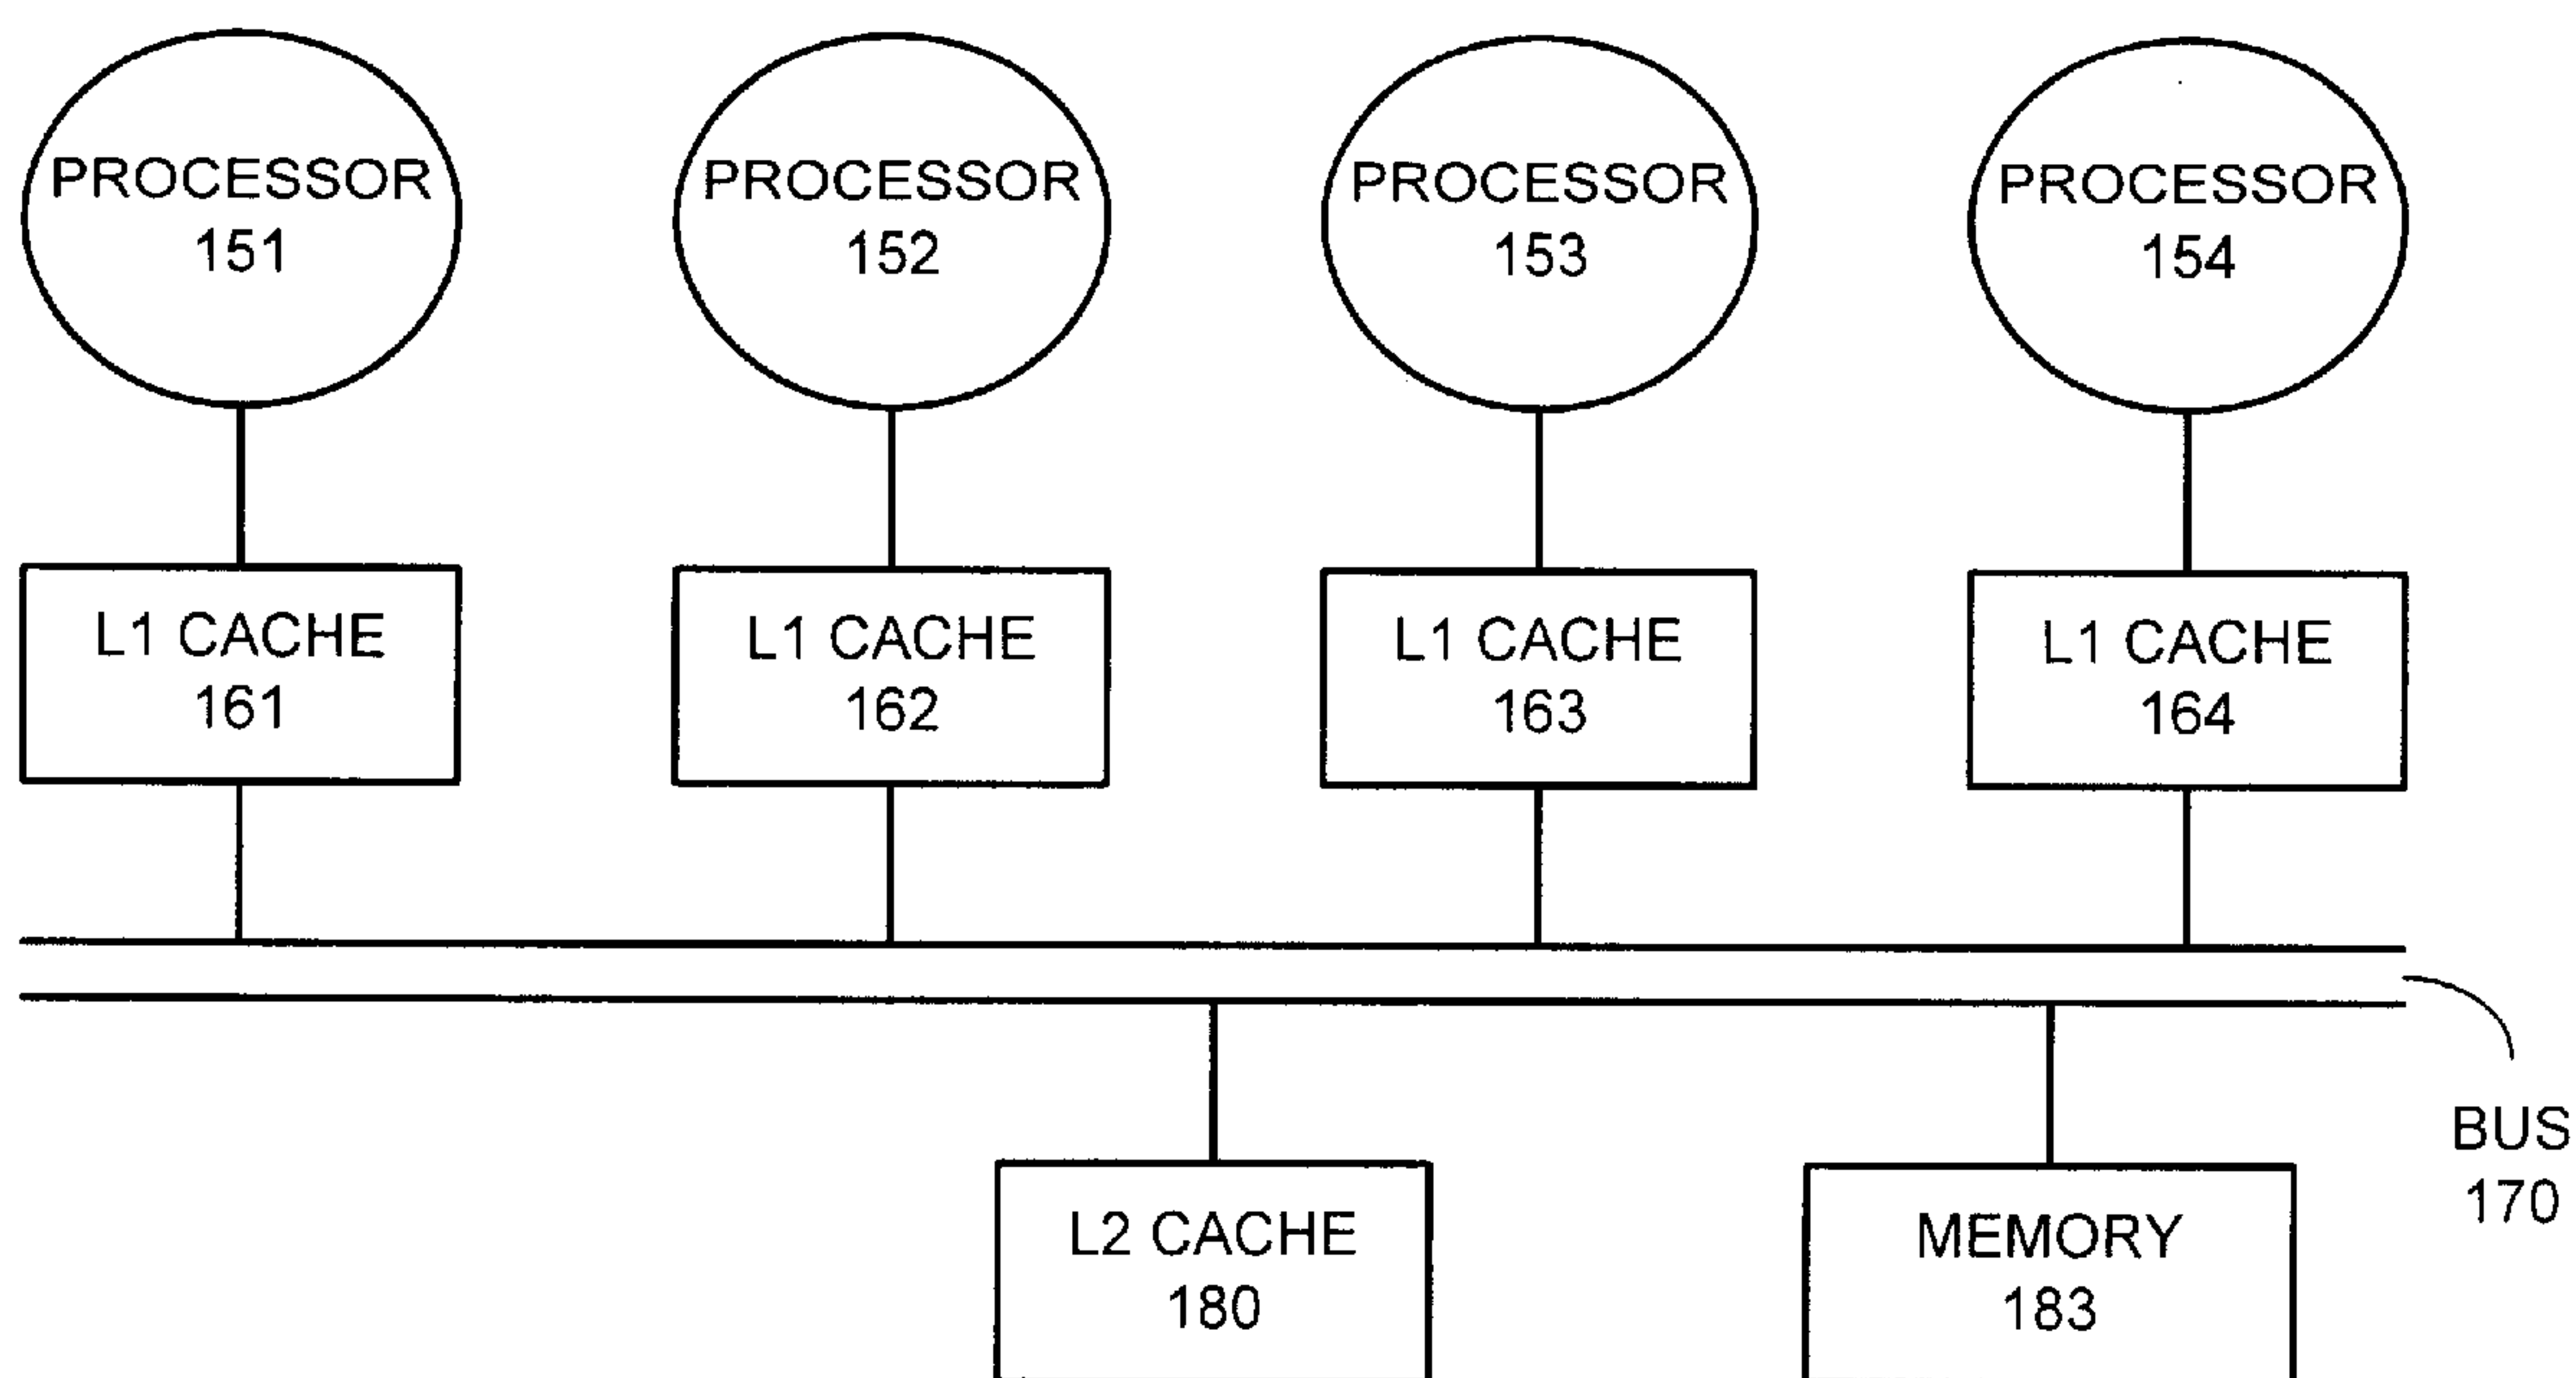 PROCESSOR
151
PROCESSOR
152
PROCESSOR
153
PROCESSOR
154
L1 CACHE
161
L1 CACHE
162
L1 CACHE
163
L1 CACHE
164
BUS
170
L2 CACHE
180
MEMORY
183